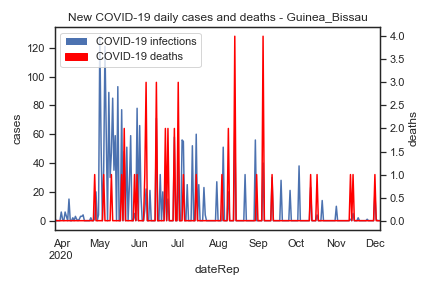 New COVID-19 daily cases and deaths - Guinea_Bissau
COVID-19 infections
COVID-19 deaths
120
100
80
60
40
20
0
cases
4.0
3.5
3.0
2.5
2.0
1.5
1.0
0.5
0.0
deaths
Apr May Jun Jul Aug Sep Oct Nov Dec
2020
dateRep